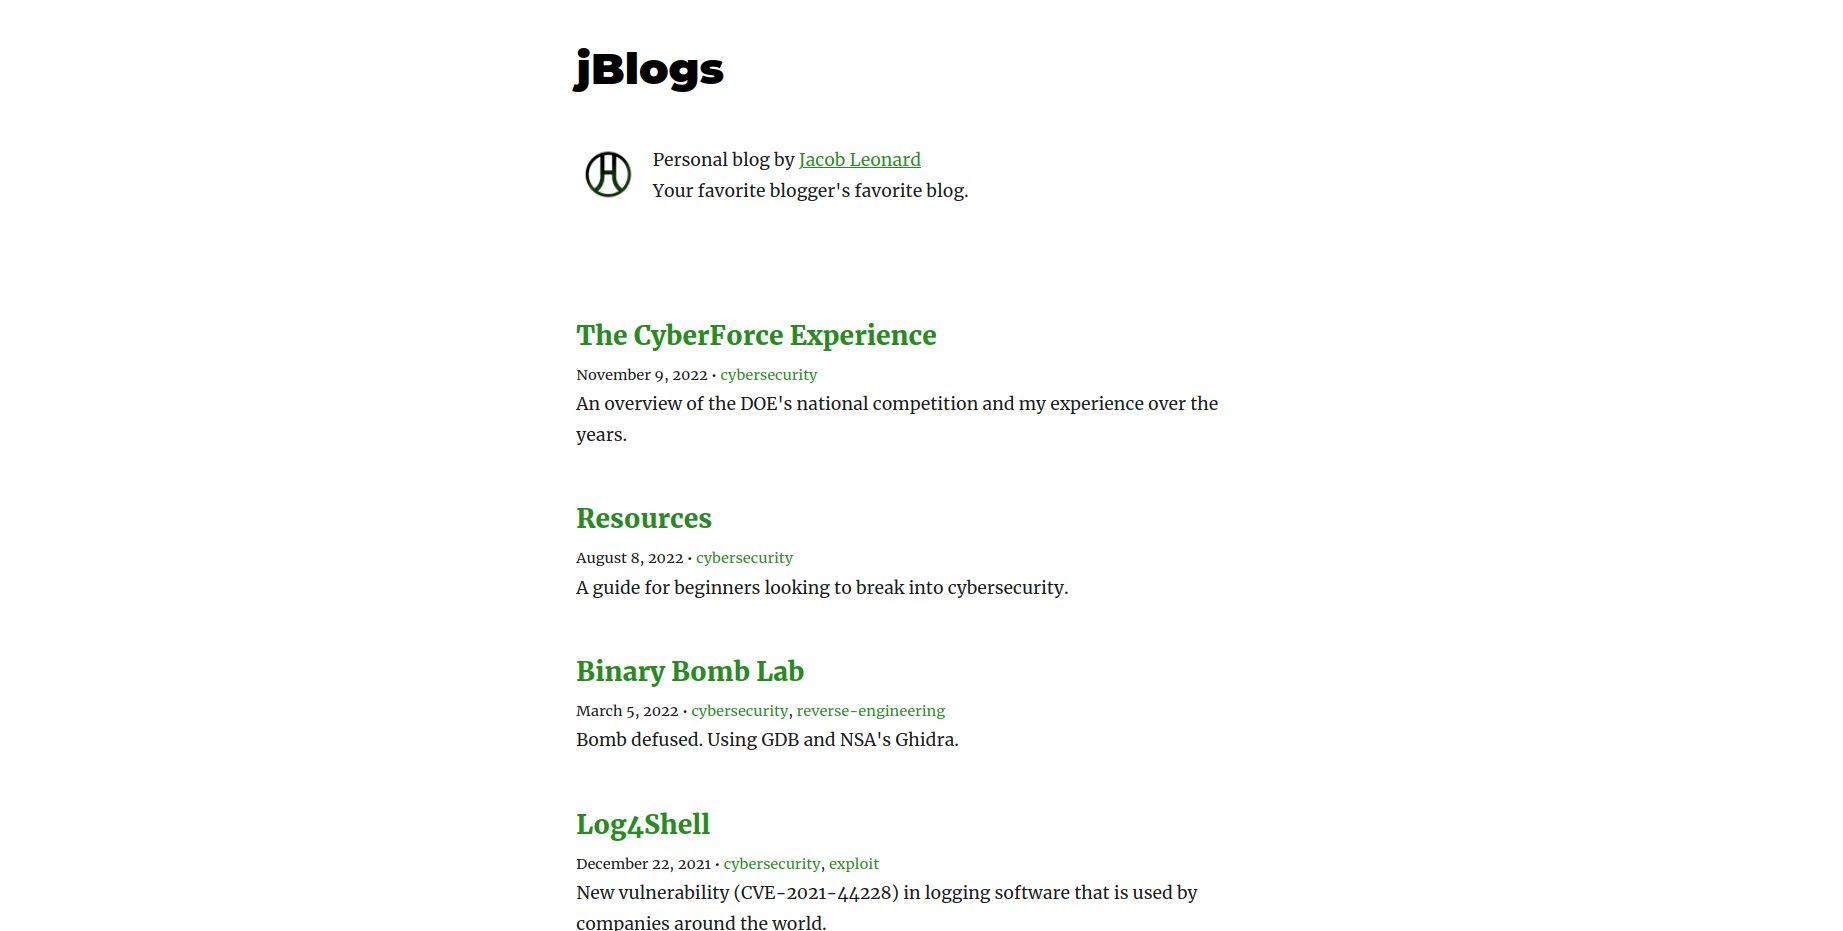 jBlogs
Personal blog by Jacob Leonard
Your favorite blogger's favorite blog.
The CyberForce Experience
November 9, 2022 • cybersecurity
An overview of the DOE's national competition and my experience over the
years.
Resources
August 8, 2022 • cybersecurity
A guide for beginners looking to break into cybersecurity.
Binary Bomb Lab
March 5, 2022 • cybersecurity, reverse-engineering
Bomb defused. Using GDB and NSA's Ghidra.
Log4Shell
December 22, 2021 • cybersecurity, exploit
New vulnerability (CVE-2021-44228) in logging software that is used by
companies around the world.